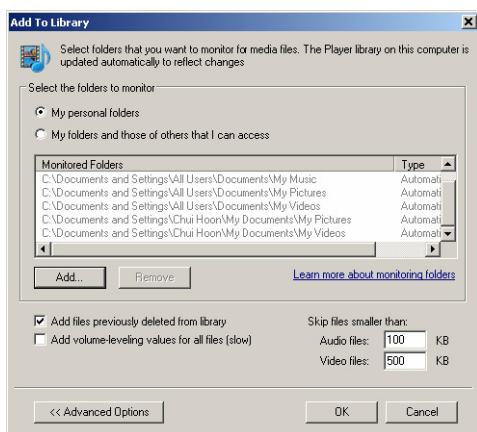 Add To Library
Select folders that you want to monitor for media files. The Player library on this computer is
updated automatically to reflect changes
Select the folders to monitor
My personal folders
My folders and those of others that I can access
Monitored Folders Type
C:\Documents and Settings\All Users\Documents\My Music Automati
C:\Documents and Settings\All Users\Documents\My Pictures Automati
C:\Documents and Settings\All Users\Documents\My Videos Automati
C:\Documents and Settings\Chui Hoon\My Documents\My Pictures Automati
C:\Documents and Settings\Chui Hoon\My Documents\My Videos Automati
Add... Remove Learn more about monitoring folders
Add files previously deleted from library Skip files smaller than:
Add volume-leveling values for all files (slow) Audio files: 100 KB
Video files: 500 KB
<< Advanced Options OK Cancel